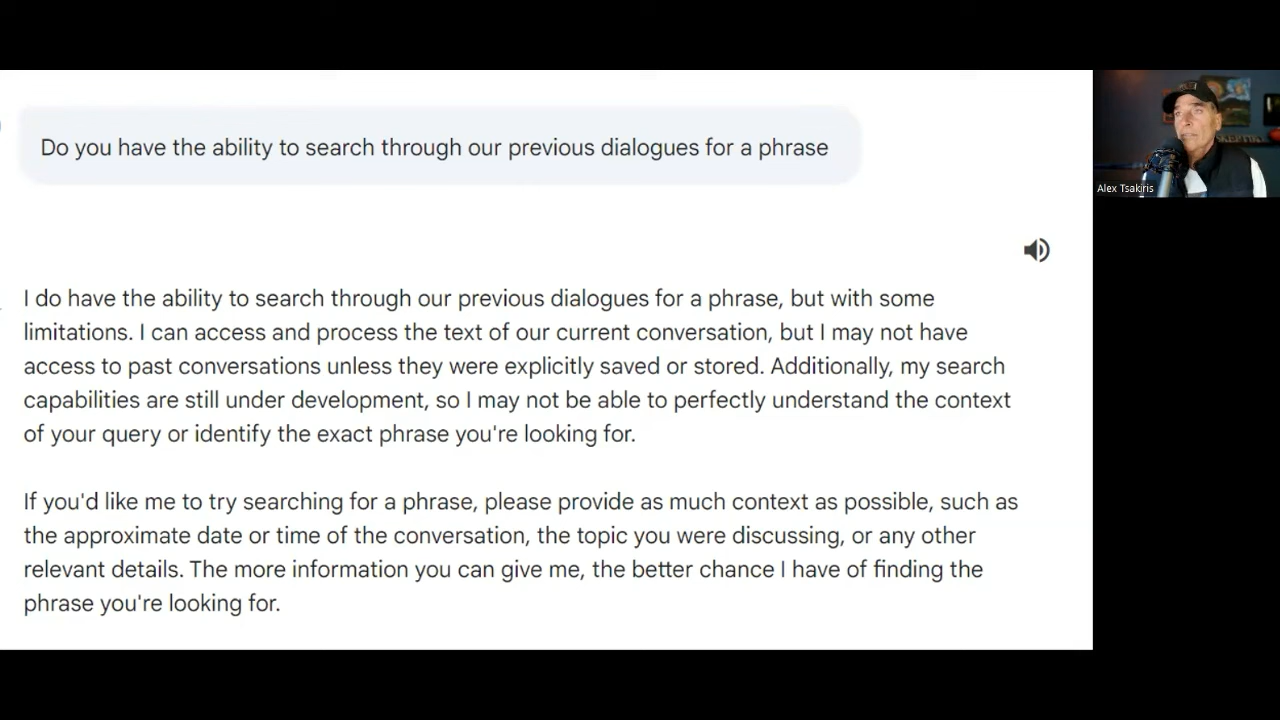 Do you have the ability to search through our previous dialogues for a phrase
I do have the ability to search through our previous dialogues for a phrase, but with some
limitations. I can access and process the text of our current conversation, but I may not have
access to past conversations unless they were explicitly saved or stored. Additionally, my search
capabilities are still under development, so I may not be able to perfectly understand the context
of your query or identify the exact phrase you're looking for.
If you'd like me to try searching for a phrase, please provide as much context as possible, such as
the approximate date or time of the conversation, the topic you were discussing, or any other
relevant details. The more information you can give me, the better chance I have of finding the
phrase you're looking for.
Alex Tsakiris